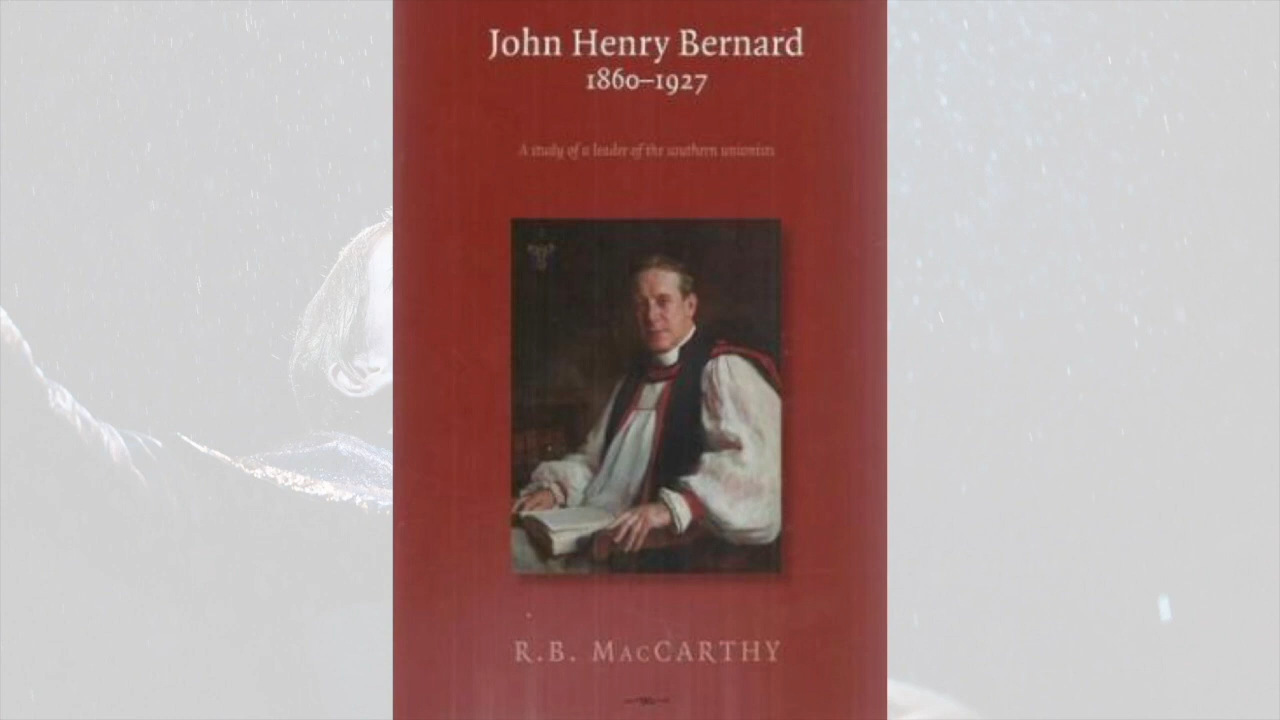 John Henry Bernard
1860–1927
A study of a leader of the southern unionists
R.B. MacCARTHY